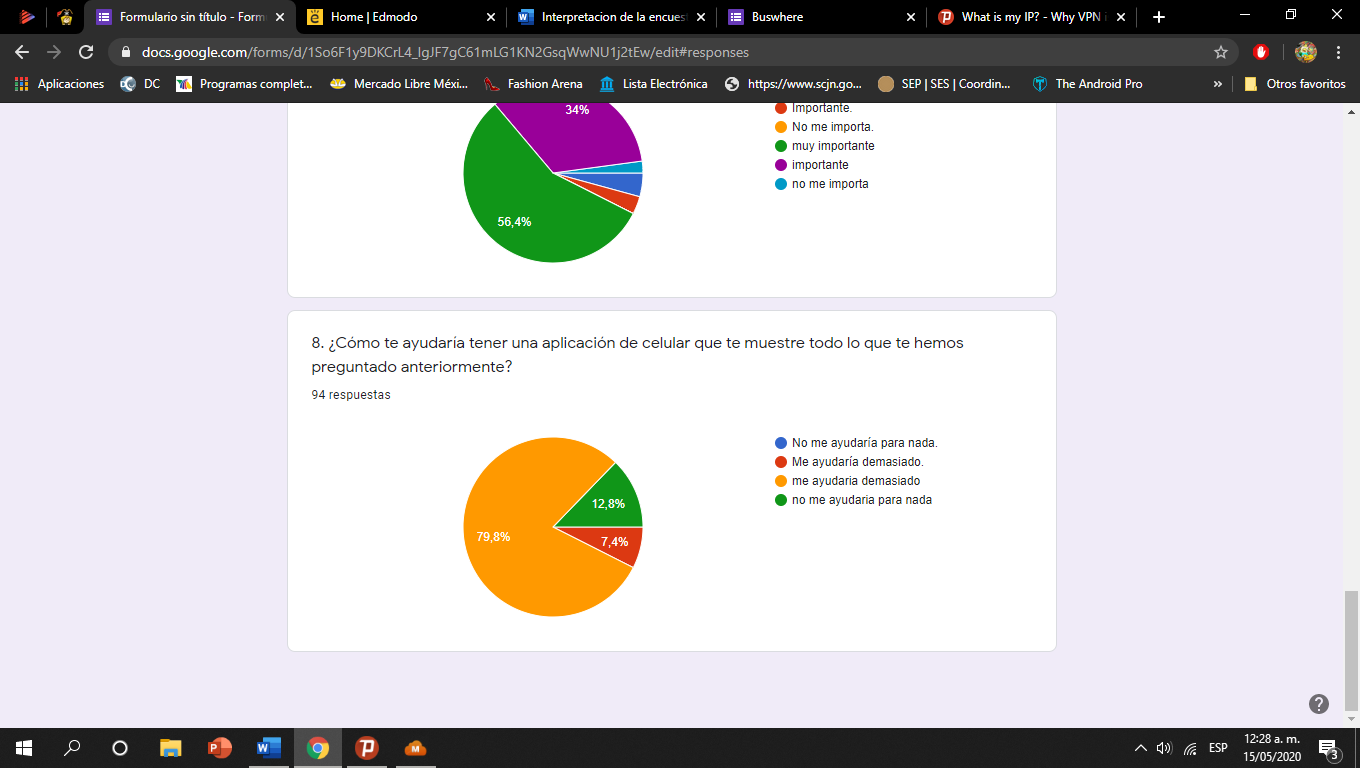 Formulario sin título - Form
Home | Edmodo
Interpretacion de la encues
Buswhere
What is my IP? - Why VPN i
docs.google.com/forms/d/1So6F1y9DKCrL4_IgJF7gC61mLG1KN2GsqWwNU1j2tEw/edit#responses
Aplicaciones
DC
Programas complet...
Mercado Libre Méxi...
Fashion Arena
Lista Electrónica
https://www.scjn.go...
SEP | SES | Coordin...
The Android Pro
»
Otros favoritos
34%
56,4%
Importante.
No me importa.
muy importante
importante
no me importa
8. ¿Cómo te ayudaría tener una aplicación de celular que te muestre todo lo que te hemos
preguntado anteriormente?
94 respuestas
79,8%
12,8%
7,4%
No me ayudaría para nada.
Me ayudaría demasiado.
me ayudaria demasiado
no me ayudaria para nada
ESP
12:28 a. m.
15/05/2020
3